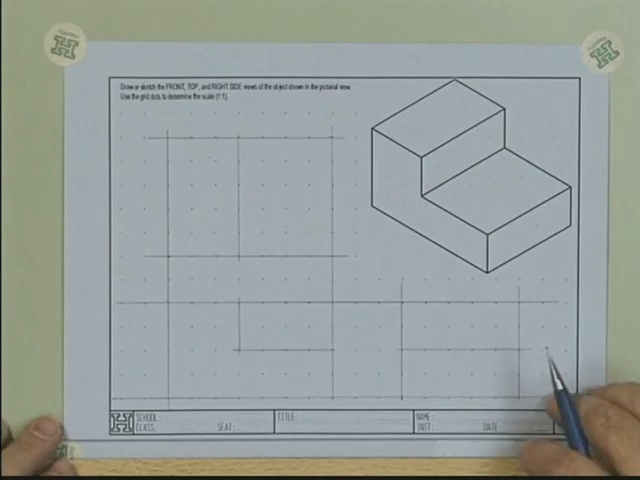 Draw or sketch the FRONT, TOP, and RIGHT SIDE views of the object shown in the pictorial view.
Use the grid dots to determine the scale (1:1).
H SCHOOL: TITLE: NAME:
CLASS: SEAT: INST: DATE: